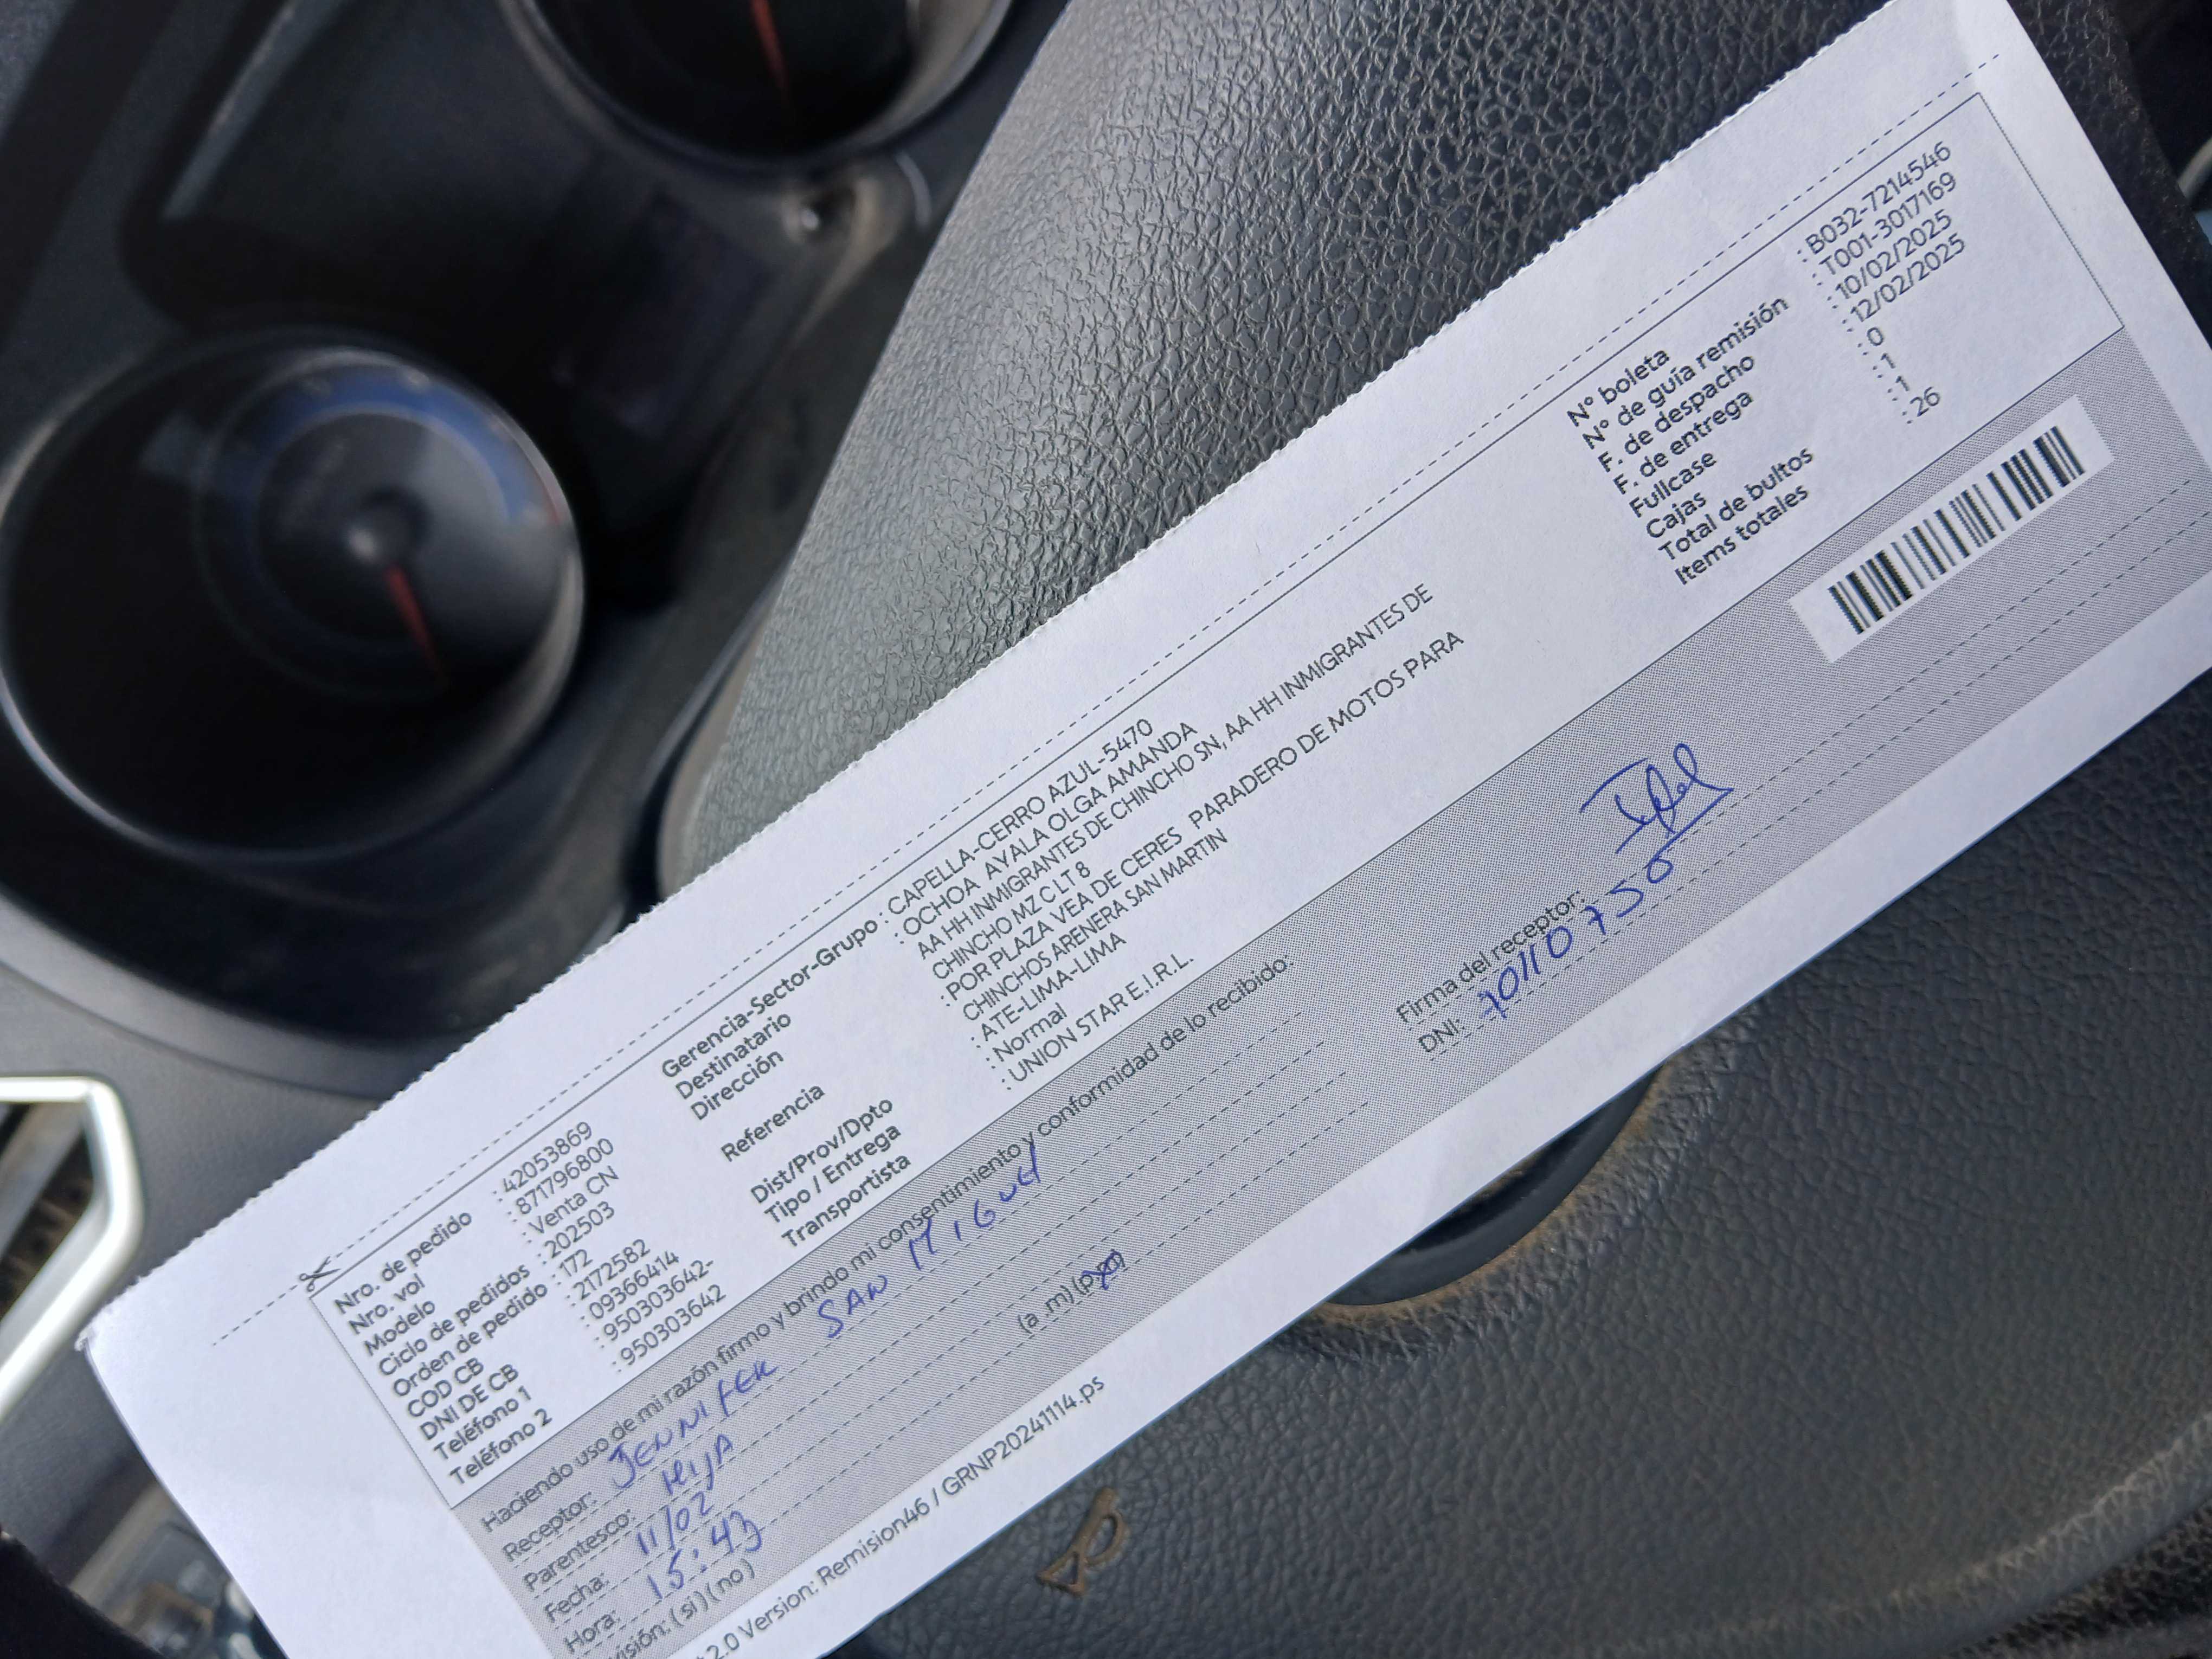 Nro. de pedido : 42053869
Nro. vol : 871796800
Modelo : Venta CN
Ciclo de pedidos : 202503
Orden de pedido : 172
COD CB : 2172582
DNI DE CB : 09366414
Teléfono 1 : 950303642-
Teléfono 2 : 950303642
Gerencia-Sector-Grupo : CAPELLA-CERRO AZUL-5470
Destinatario : OCHOA AYALA OLGA AMANDA
Dirección AA HH INMIGRANTES DE CHINCHO SN, AA HH INMIGRANTES DE
CHINCHO MZ C LT 8
Referencia : POR PLAZA VEA DE CERES PARADERO DE MOTOS PARA
CHINCHOS ARENERA SAN MARTIN
Dist/Prov/Dpto : ATE-LIMA-LIMA
Tipo / Entrega : Normal
Transportista : UNION STAR E.I.R.L.
N° boleta : B032-7214546
N° de guía remisión : T001-3017169
F. de despacho : 10/02/2025
F. de entrega : 12/02/2025
Fullcase : 0
Cajas : 1
Total de bultos : 1
Items totales : 26
Haciendo uso de mi razón firmo y brindo mi consentimiento y conformidad de lo recibido:
Receptor: JENNIFER SAN MIGUEL
Parentesco: HIJA
Fecha: 11/02
Hora: 15:43 (a .m) (p.m)
visión: ( si ) ( no )
Firma del receptor:
DNI: 70110750
2.0 Version: Remision46 / GRNP20241114.ps